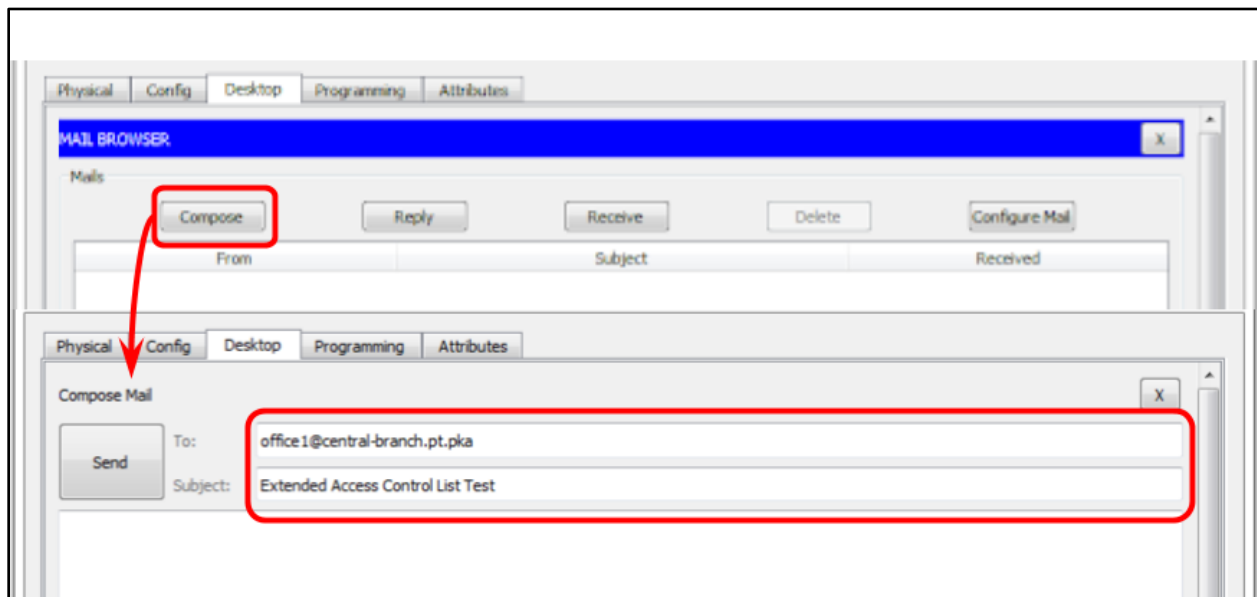 Physical Config Desktop Programming Attributes
MAIL BROWSER
X
Mails
Compose Reply Receive Delete Configure Mail
From Subject Received
Physical Config Desktop Programming Attributes
Compose Mail
X
Send
To: office1@central-branch.pt.pka
Subject: Extended Access Control List Test